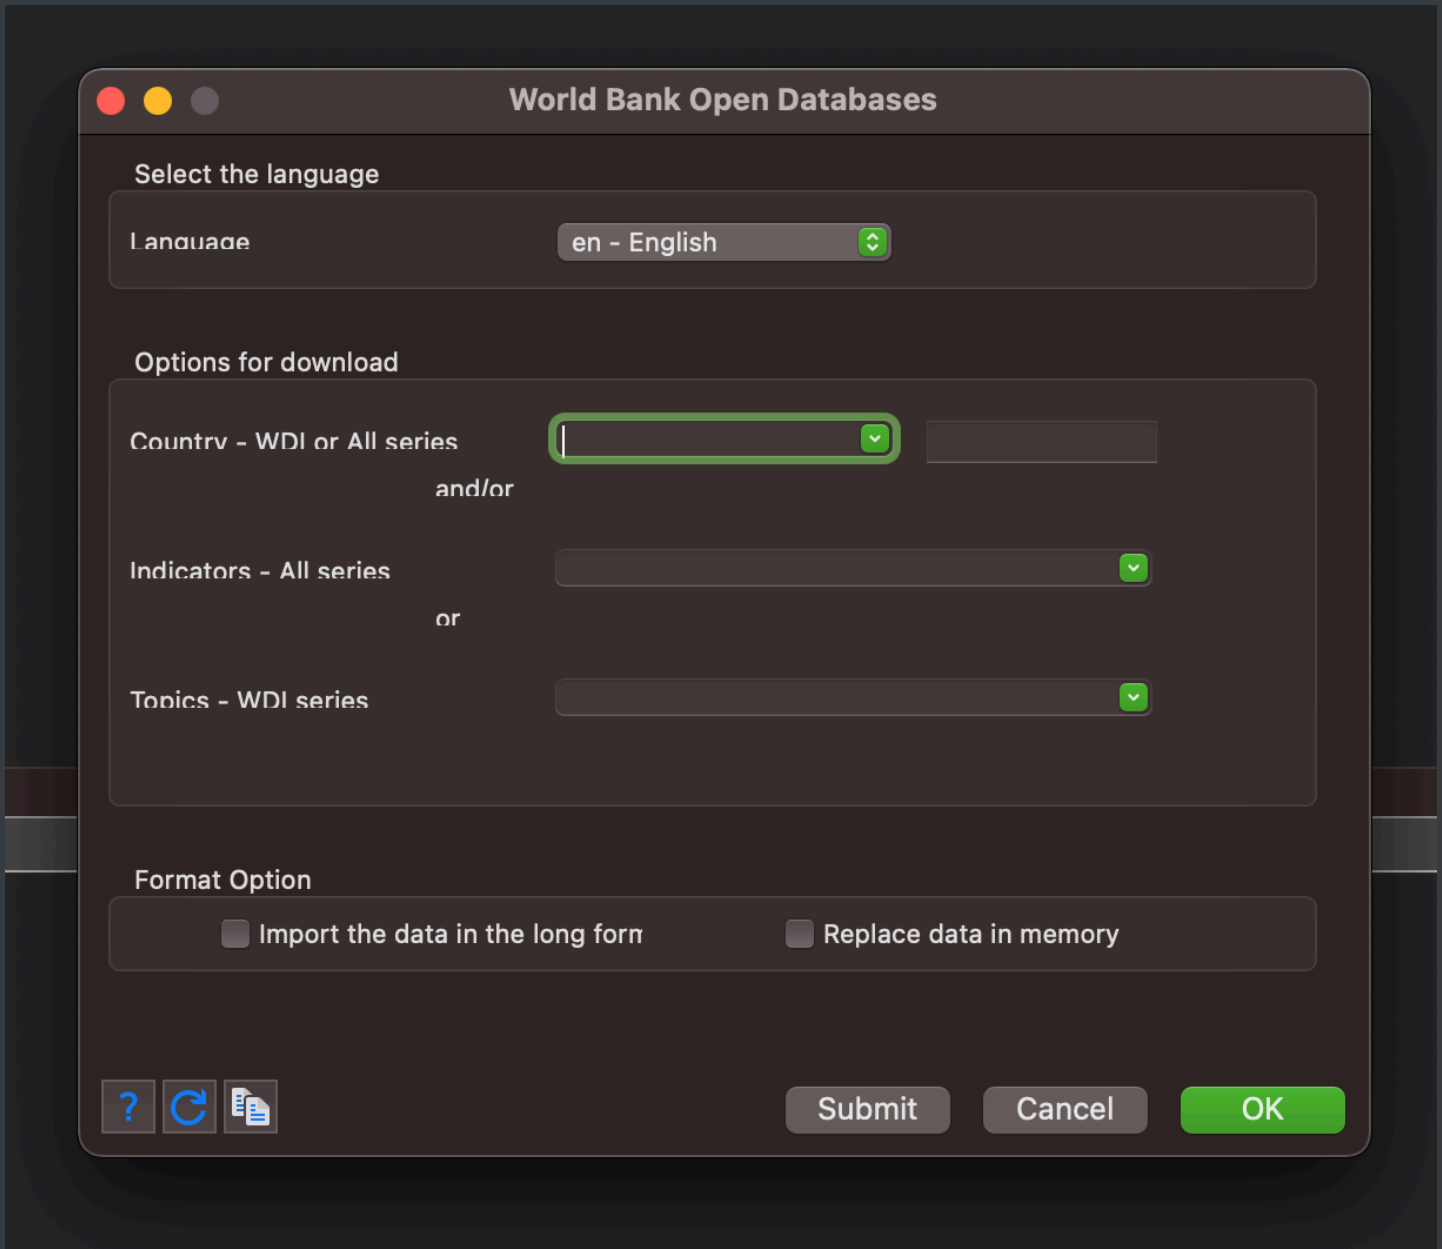 World Bank Open Databases
Select the language
Language
en - English
Options for download
Country - WDI or All series
and/or
Indicators - All series
or
Topics - WDI series
Format Option
Import the data in the long form
Replace data in memory
?
Submit
Cancel
OK